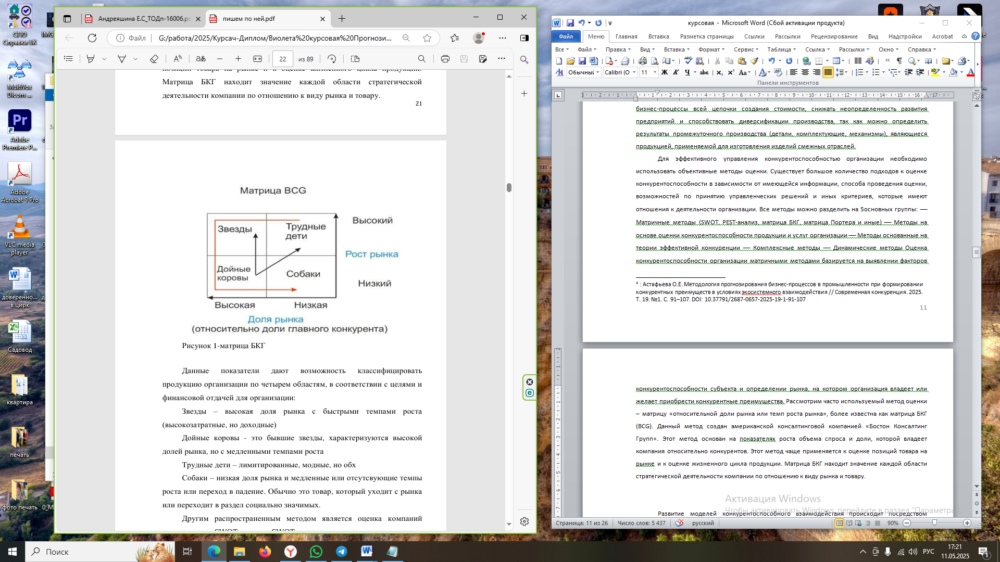 СПО
Справки БК
IMG_
MultiVox
Dicom ...
Adobe
Premiere P...
Adobe
Acrobat 9 Pro
VLC media
player
доверенно...
в цирк
Садовод
квартира
печать
фото печать
0_M
Андреяшина Е.С_ТОДп-16006.pd
пишем по ней.pdf
Файл
G:/работа/2025/Курсач-Диплом/Виолета%20курсовая%20Прогнози...
22
из 89
Матрица БКГ находит значение каждой области стратегической
деятельности компании по отношению к виду рынка и товару.
21
Матрица BCG
Звезды
Трудные
дети
Высокий
Рост рынка
Дойные
коровы
Собаки
Низкий
Высокая
Низкая
Доля рынка
(относительно доли главного конкурента)
Рисунок 1-матрица БКГ
Данные показатели дают возможность классифицировать
продукцию организации по четырем областям, в соответствии с целями и
финансовой отдачей для организации:
Звезды – высокая доля рынка с быстрыми темпами роста
(высокозатратные, но доходные)
Дойные коровы - это бывшие звезды, характеризуются высокой
долей рынка, но с медленными темпами роста
Трудные дети – лимитированные, модные, но обх
Собаки – низкая доля рынка и медленные или отсутсвующие темпы
роста или переход в падение. Обычно это товар, который уходит с рынка
или переходит в раздел социально значимых.
Другим распространенным методом является оценка компаний
курсовая - Microsoft Word (Сбой активации продукта)
Файл Меню Главная Вставка Разметка страницы Ссылки Рассылки Рецензирование Вид Надстройки Acrobat
Все Файл Правка Вид Вставка Формат Сервис Таблица Ссылка Рассылки Окно Справка
Обычный Calibri (О 11
Панели инструментов
бизнес-процессы всей цепочки создания стоимости, снижать неопределенность развития
предприятий и способствовать диверсификации производства, так как можно определить
результаты промежуточного производства (детали, комплектующие, механизмы), являющиеся
продукцией, применяемой для изготовления изделий смежных отраслей.
Для эффективного управления конкурентоспособностью организации необходимо
использовать объективные методы оценки. Существует большое количество подходов к оценке
конкурентоспособности в зависимости от имеющейся информации, способа проведения оценки,
возможностей по принятию управленческих решений и иных критериев, которые имеют
отношения к деятельности организации. Все методы можно разделить на 5основных группы: —
Матричные методы (SWOT, PEST-анализ, матрица БКГ, матрица Портера и иные) — Методы на
основе оценки конкурентоспособности продукции и услуг организации — Методы основанные на
теории эффективной конкуренции — Комплексные методы — Динамические методы Оценка
конкурентоспособности организации матричными методами базируется на выявлении факторов
4 : Астафьева О.Е. Методология прогнозирования бизнес-процессов в промышленности при формировании
конкурентных преимуществ в условиях экосистемного взаимодействия // Современная конкуренция. 2025.
Т. 19. №1. С. 91–107. DOI: 10.37791/2687-0657-2025-19-1-91-107
11
конкурентоспособности субъекта и определении рынка, на котором организация владеет или
желает приобрести конкурентные преимущества. Рассмотрим часто используемый метод оценки
– матрицу «относительной доли рынка или темп роста рынка», более известна как матрица БКГ
(BCG). Данный метод создан американской консалтинговой компанией «Бостон Консалтинг
Групп». Этот метод основан на показателях роста объема спроса и доли, которой владеет
компания относительно конкурентов. Этот метод чаще применяется к оценке позиций товара на
рынке и к оценке жизненного цикла продукции. Матрица БКГ находит значение каждой области
стратегической деятельности компании по отношению к виду рынка и товару.
Активация Windows
Чтобы активировать Windows, перейдите в раздел "Параметры".
Развитие моделей конкурентоспособного взаимодействия происходит посредством
Страница: 11 из 26 Число слов: 5 437 русский 90%
Поиск
РУС
17:21
11.05.2025